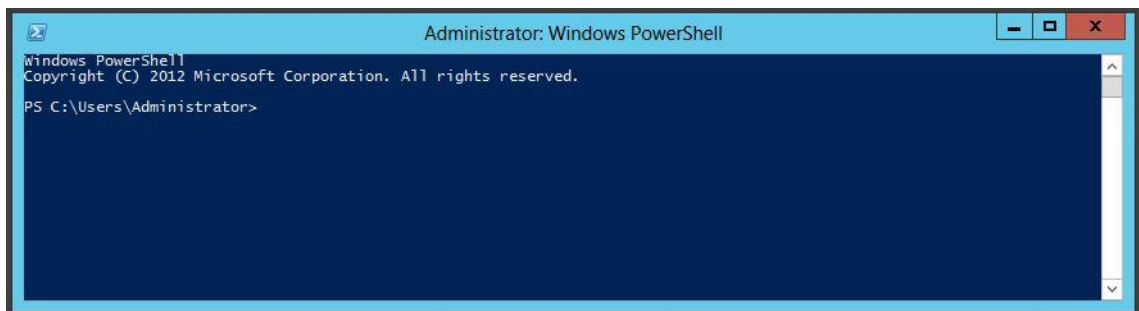 Administrator: Windows PowerShell
Windows PowerShell
Copyright (C) 2012 Microsoft Corporation. All rights reserved.
PS C:\Users\Administrator>